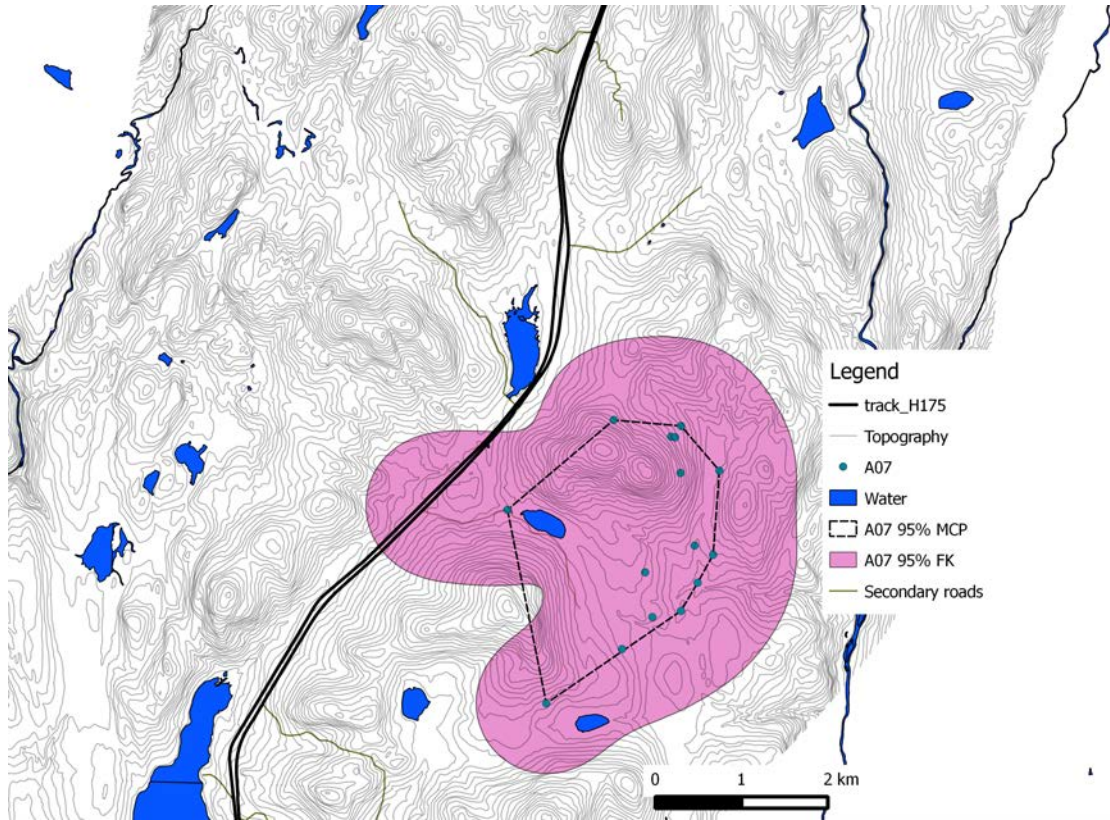 Legend
track_H175
Topography
A07
Water
A07 95% MCP
A07 95% FK
Secondary roads
0 1 2 km